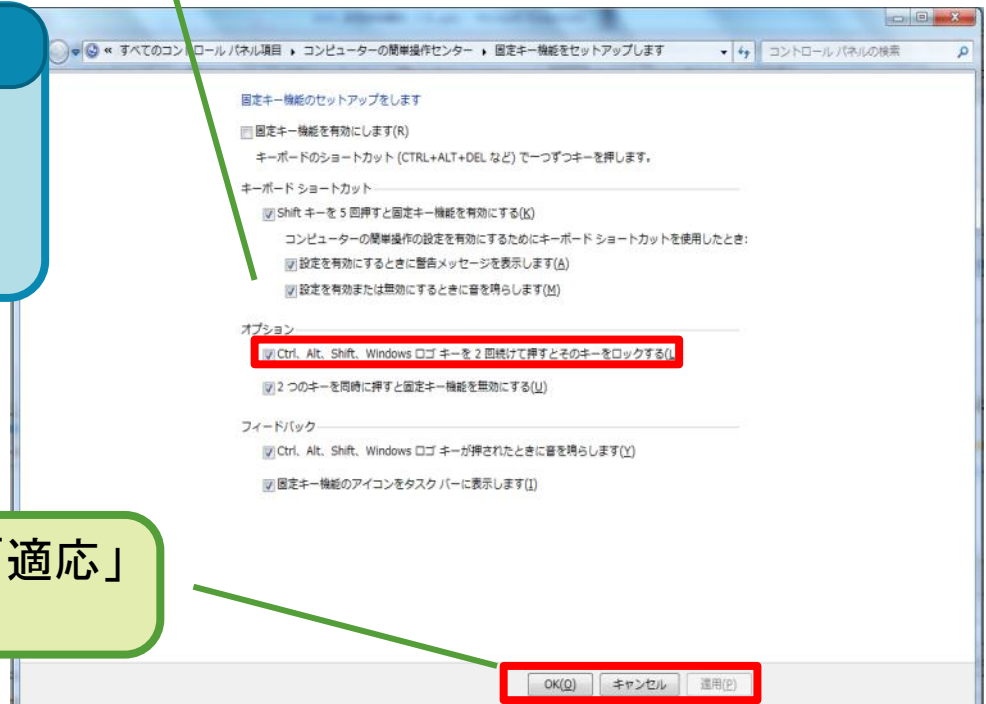 « すべてのコントロール パネル項目 ▸ コンピューターの簡単操作センター ▸ 固定キー機能をセットアップします
コントロール パネルの検索
固定キー機能のセットアップをします
固定キー機能を有効にします(R)
キーボードのショートカット (CTRL+ALT+DEL など) で一つずつキーを押します。
キーボード ショートカット
Shift キーを 5 回押すと固定キー機能を有効にする(K)
コンピューターの簡単操作の設定を有効にするためにキーボード ショートカットを使用したとき:
設定を有効にするときに警告メッセージを表示します(A)
設定を有効または無効にするときに音を鳴らします(M)
オプション
Ctrl、Alt、Shift、Windows ロゴ キーを 2 回続けて押すとそのキーをロックする(L
2 つのキーを同時に押すと固定キー機能を無効にする(U)
フィードバック
Ctrl、Alt、Shift、Windows ロゴ キーが押されたときに音を鳴らします(Y)
固定キー機能のアイコンをタスク バーに表示します(I)
「適応」
OK(O) キャンセル 適用(P)